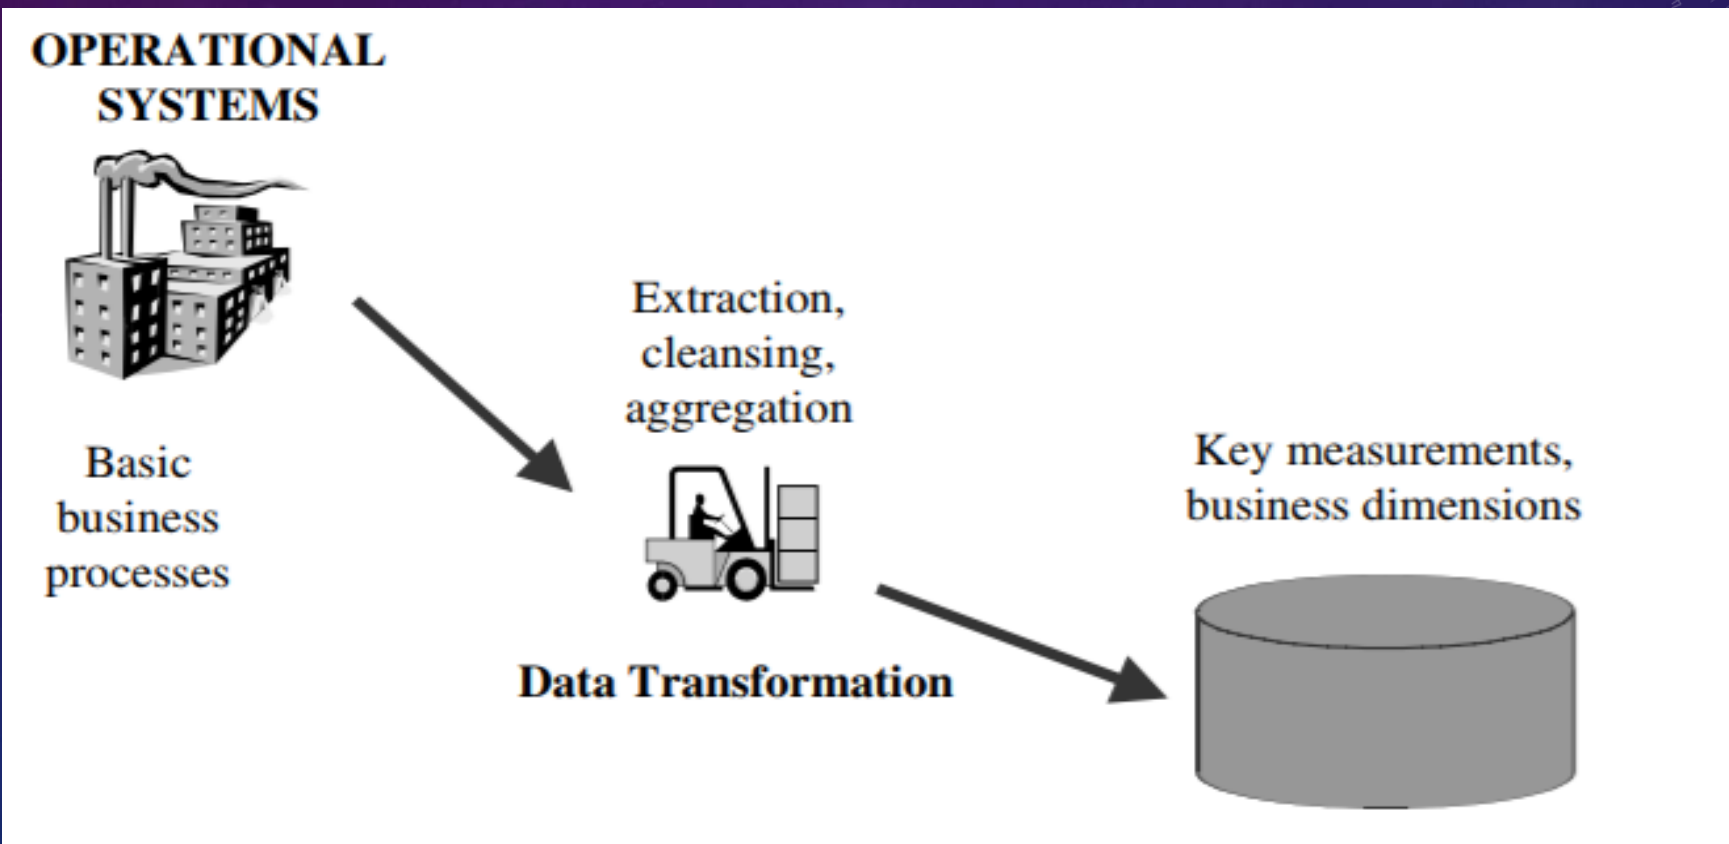 OPERATIONAL
SYSTEMS
Basic
business
processes
Extraction,
cleansing,
aggregation
Data Transformation
Key measurements,
business dimensions